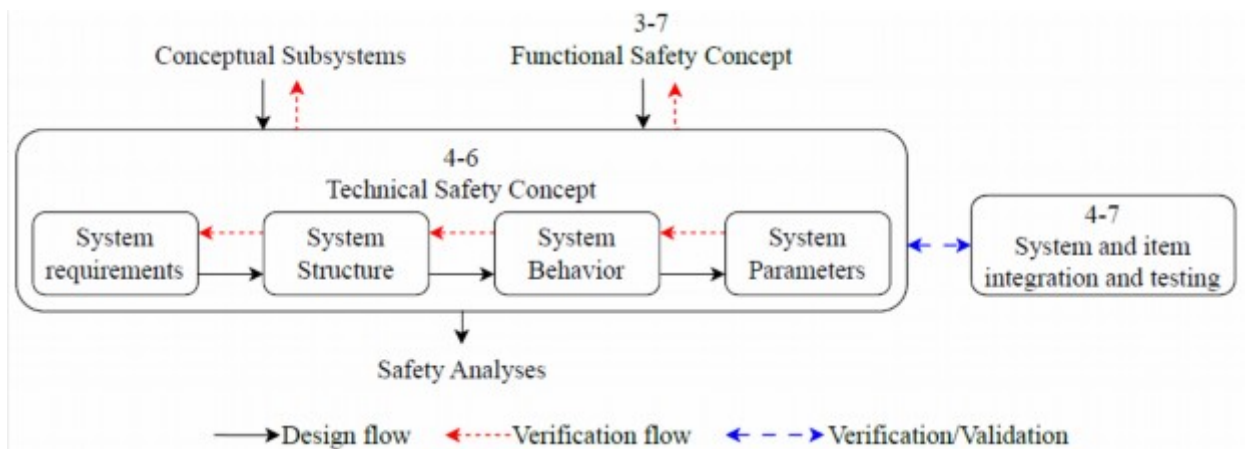 3-7
Conceptual Subsystems
Functional Safety Concept
4-6
Technical Safety Concept
System
requirements
System
Structure
System
Behavior
System
Parameters
4-7
System and item
integration and testing
Safety Analyses
Design flow
Verification flow
Verification/Validation